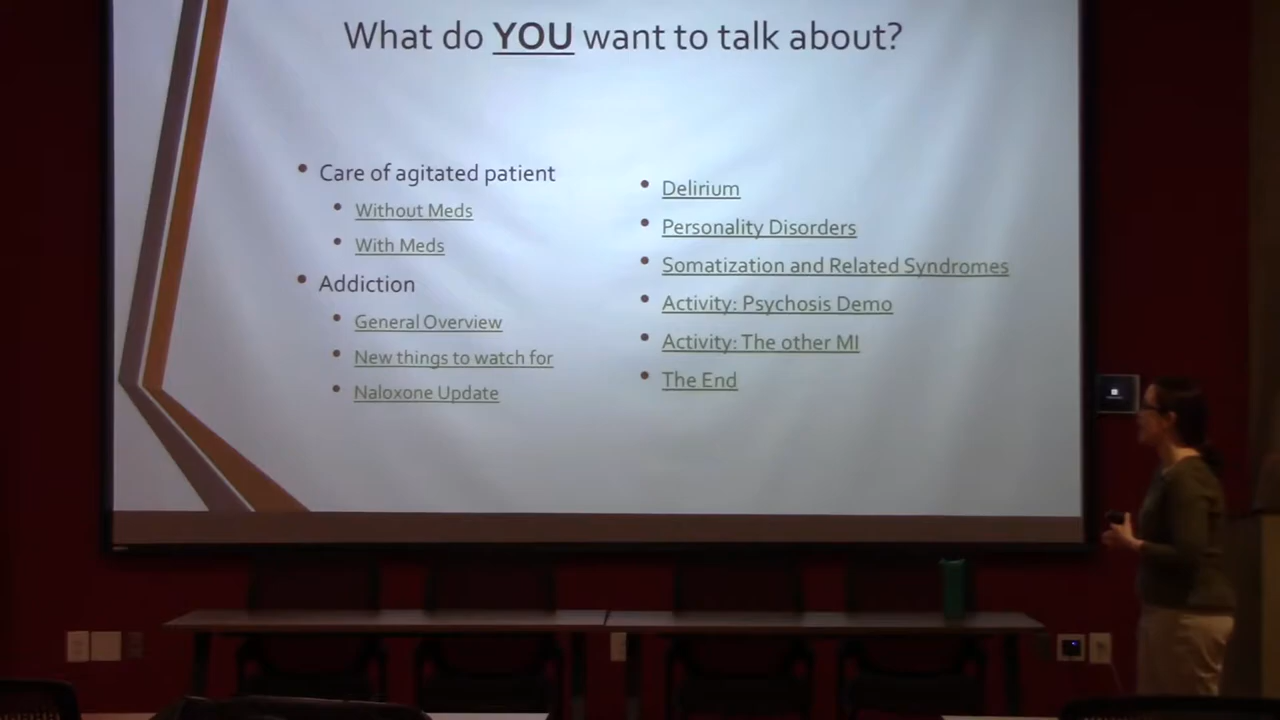 What do YOU want to talk about?
Care of agitated patient
Without Meds
With Meds
Addiction
General Overview
New things to watch for
Naloxone Update
Delirium
Personality Disorders
Somatization and Related Syndromes
Activity: Psychosis Demo
Activity: The other MI
The End